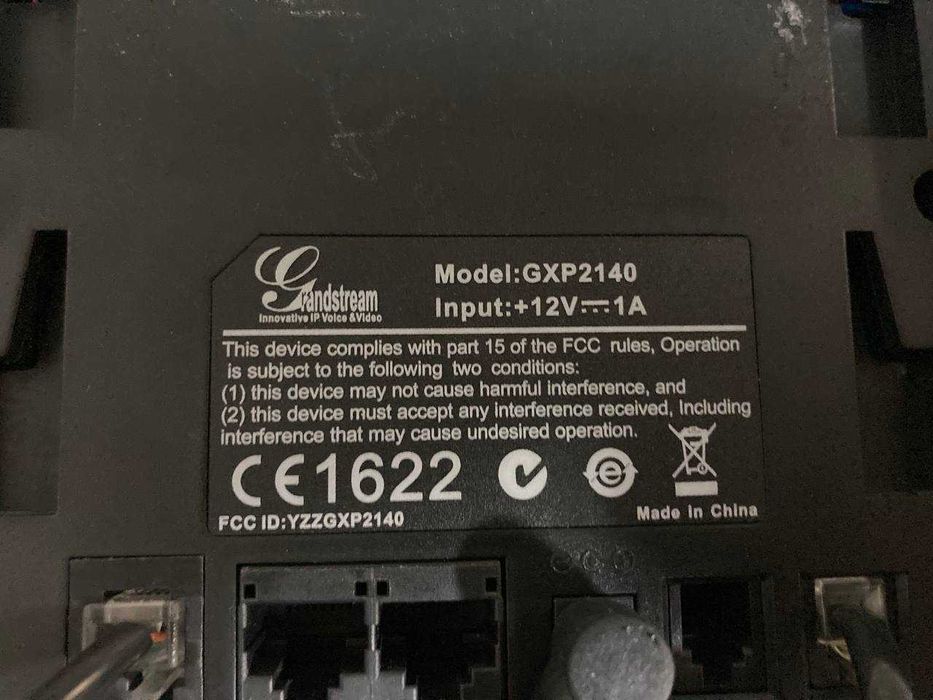 Grandstream
Innovative IP Voice &Video
Model:GXP2140
Input:+12V⎓1A
This device complies with part 15 of the FCC rules, Operation
is subject to the following two conditions:
(1) this device may not cause harmful interference, and
(2) this device must accept any interference received, Including
interference that may cause undesired operation.
CE1622
FCC ID:YZZGXP2140
Made in China